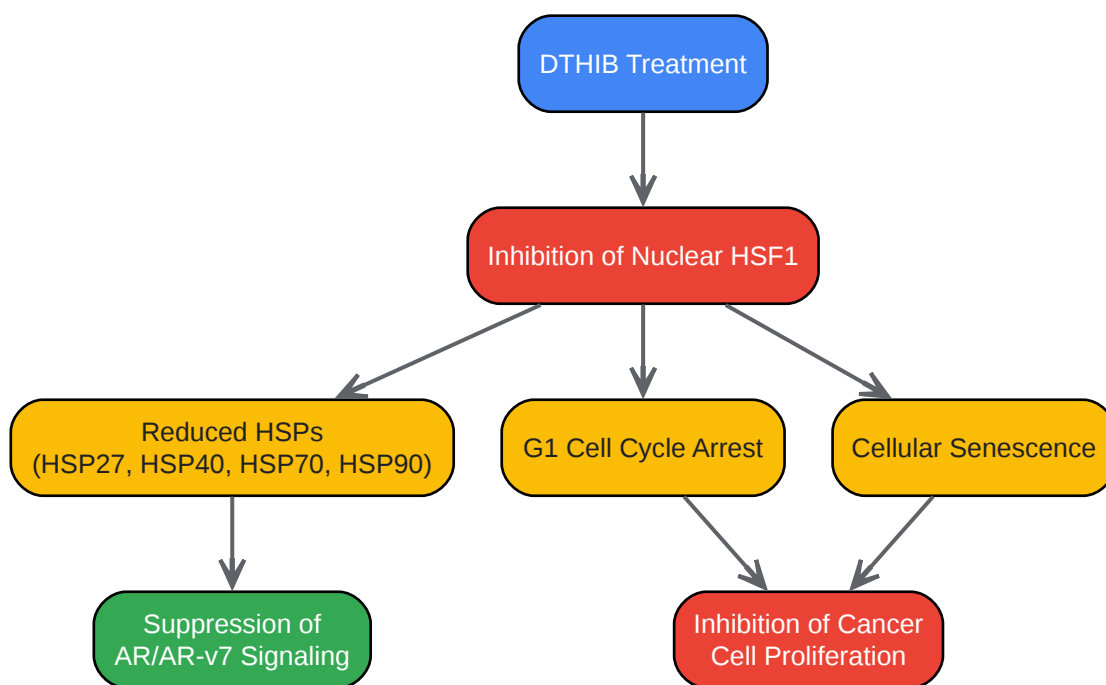 DTHIB Treatment
Inhibition of Nuclear HSF1
Reduced HSPs
(HSP27, HSP40, HSP70, HSP90)
G1 Cell Cycle Arrest
Cellular Senescence
Suppression of
AR/AR-v7 Signaling
Inhibition of Cancer
Cell Proliferation